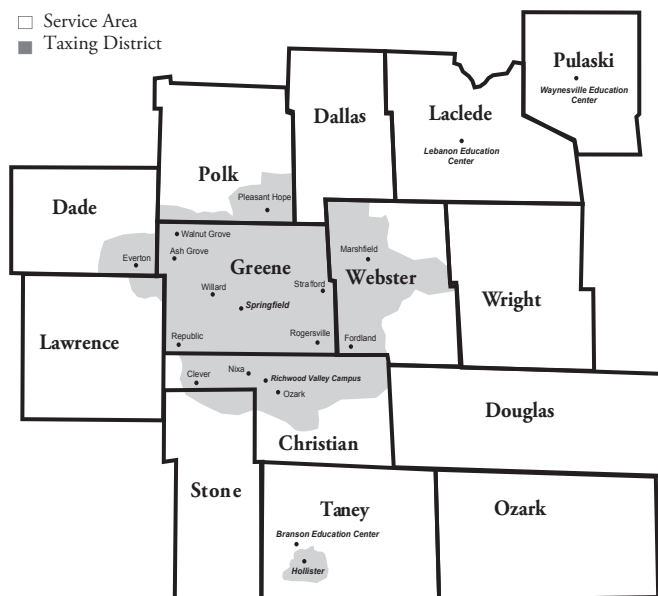 Service Area
Taxing District
Pulaski
Waynesville Education
Center
Dallas
Laclede
Lebanon Education
Center
Polk
Pleasant Hope
Dade
Walnut Grove
Ash Grove
Everton
Greene
Marshfield
Webster
Willard
Strafford
Springfield
Wright
Lawrence
Republic
Rogersville
Fordland
Clever
Nixa
Richwood Valley Campus
Ozark
Douglas
Christian
Stone
Taney
Ozark
Branson Education Center
Hollister